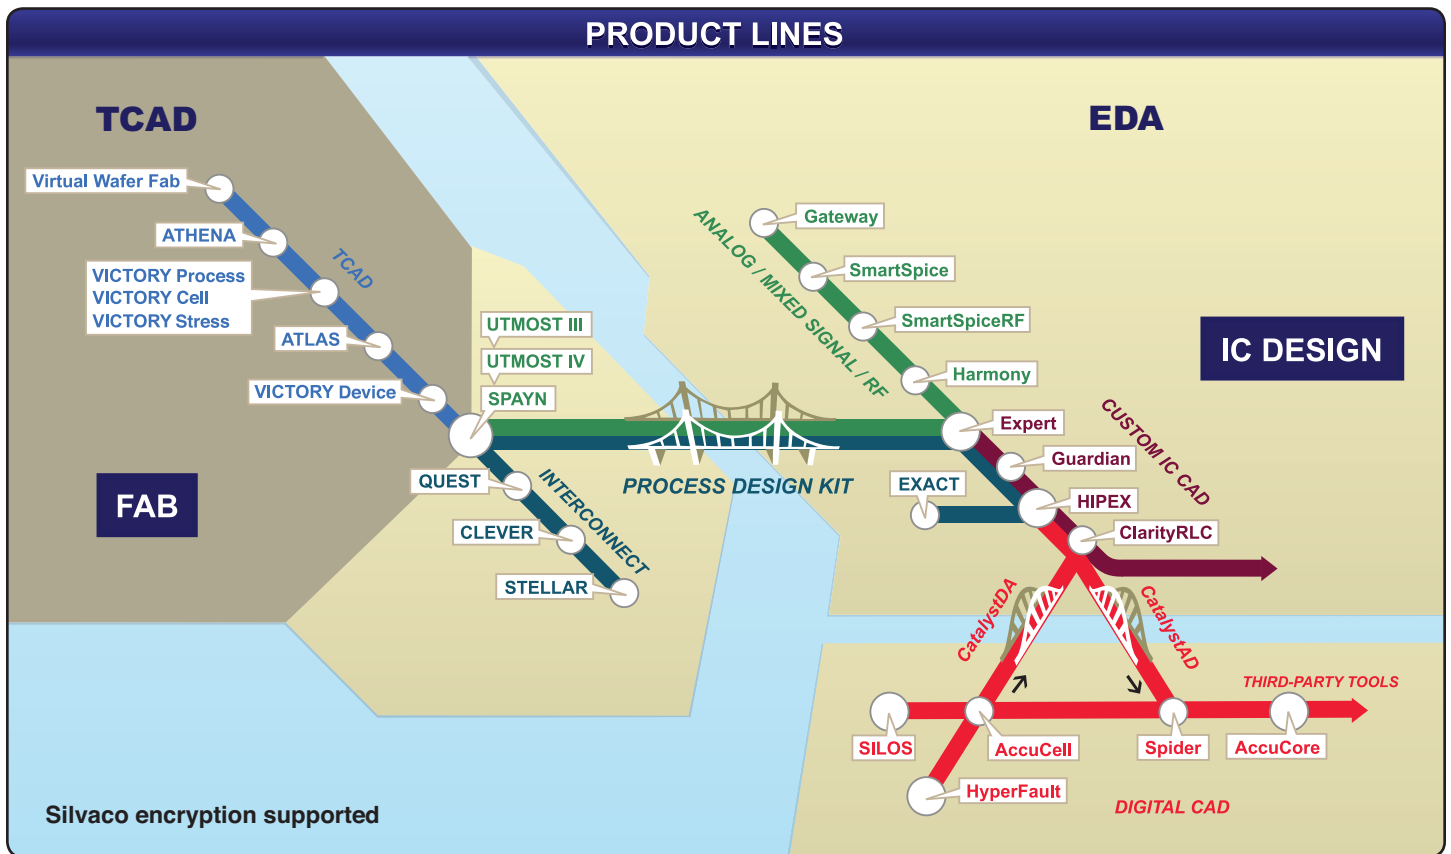 PRODUCT LINES
TCAD
EDA
Virtual Wafer Fab
ATHENA
VICTORY Process
VICTORY Cell
VICTORY Stress
TCAD
ATLAS
VICTORY Device
UTMOST III
UTMOST IV
SPAYN
FAB
QUEST
CLEVER
STELLAR
INTERCONNECT
PROCESS DESIGN KIT
ANALOG / MIXED SIGNAL / RF
Gateway
SmartSpice
SmartSpiceRF
Harmony
IC DESIGN
Expert
Guardian
EXACT
HIPEX
ClarityRLC
CUSTOM IC CAD
CatalystDA
CatalystAD
THIRD-PARTY TOOLS
SILOS
AccuCell
Spider
AccuCore
HyperFault
DIGITAL CAD
Silvaco encryption supported